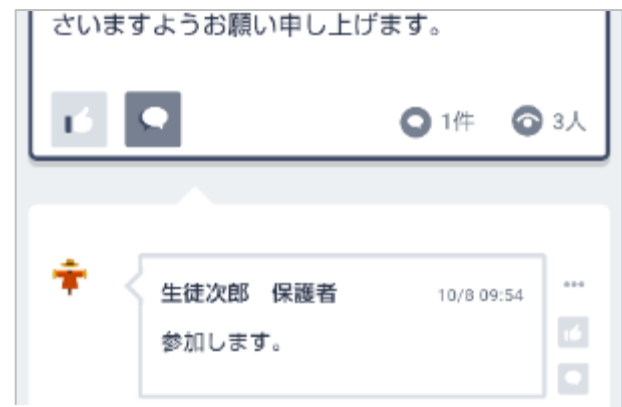 さいますようお願い申し上げます。
1件 3人
生徒次郎　保護者 10/8 09:54
参加します。